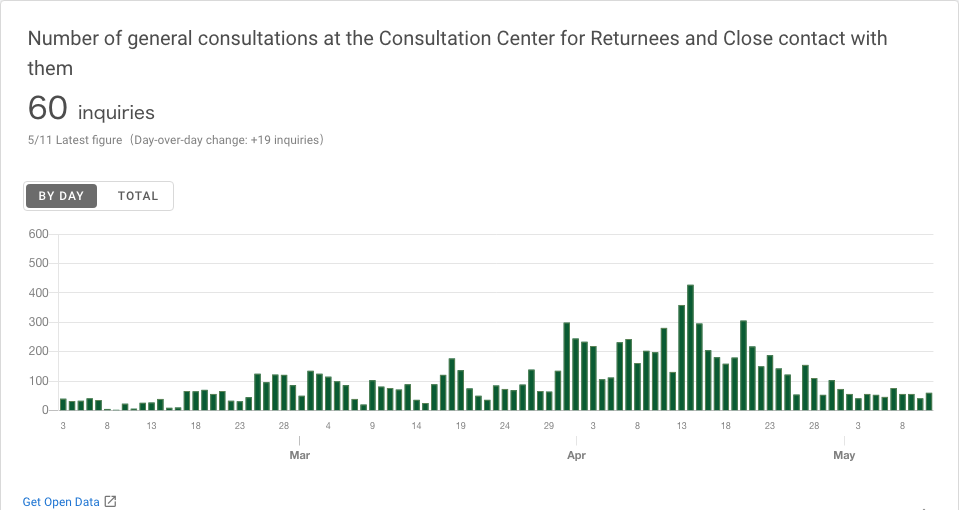 Number of general consultations at the Consultation Center for Returnees and Close contact with
them
60 inquiries
5/11 Latest figure（Day-over-day change: +19 inquiries）
BY DAY TOTAL
600
500
400
300
200
100
0
3 8 13 18 23 28 4 9 14 19 24 29 3 8 13 18 23 28 3 8
Mar Apr May
Get Open Data